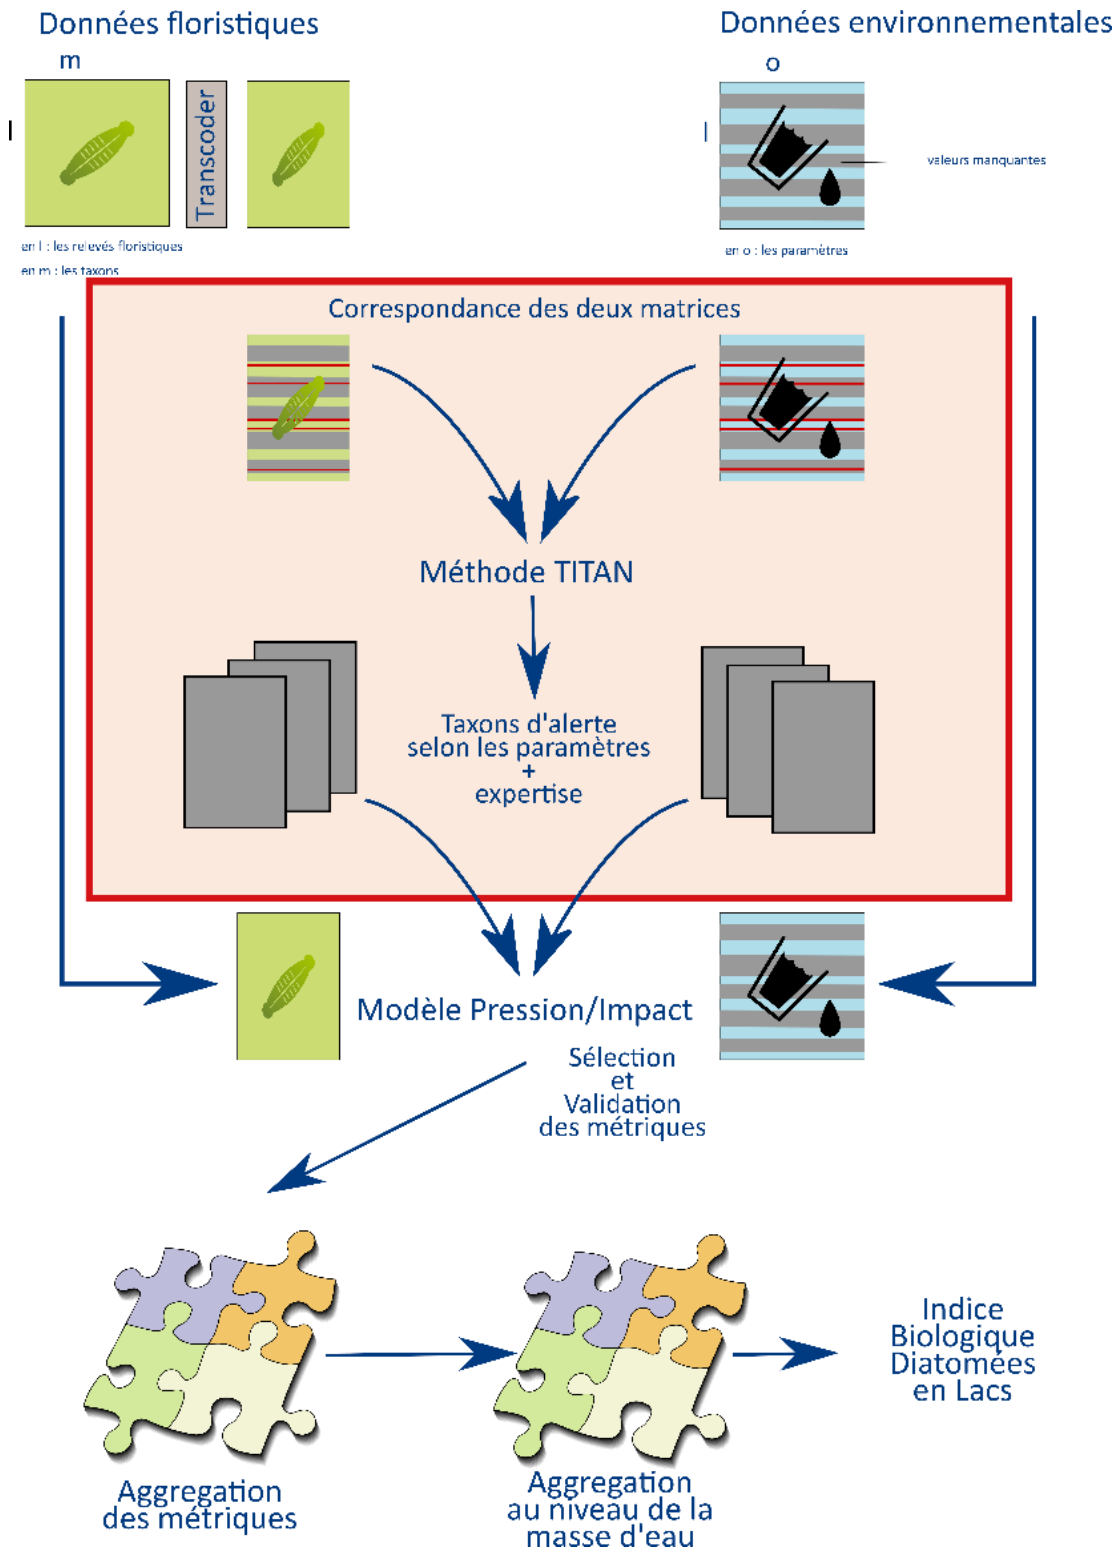 Données floristiques
Données environnementales
m
o
l
l
Transcoder
valeurs manquantes
en l : les relevés floristiques
en m : les taxons
en o : les paramètres
Correspondance des deux matrices
Méthode TITAN
Taxons d'alerte
selon les paramètres
+
expertise
Modèle Pression/Impact
Sélection
et
Validation
des métriques
Indice
Biologique
Diatomées
en Lacs
Aggregation
des métriques
Aggregation
au niveau de la
masse d'eau